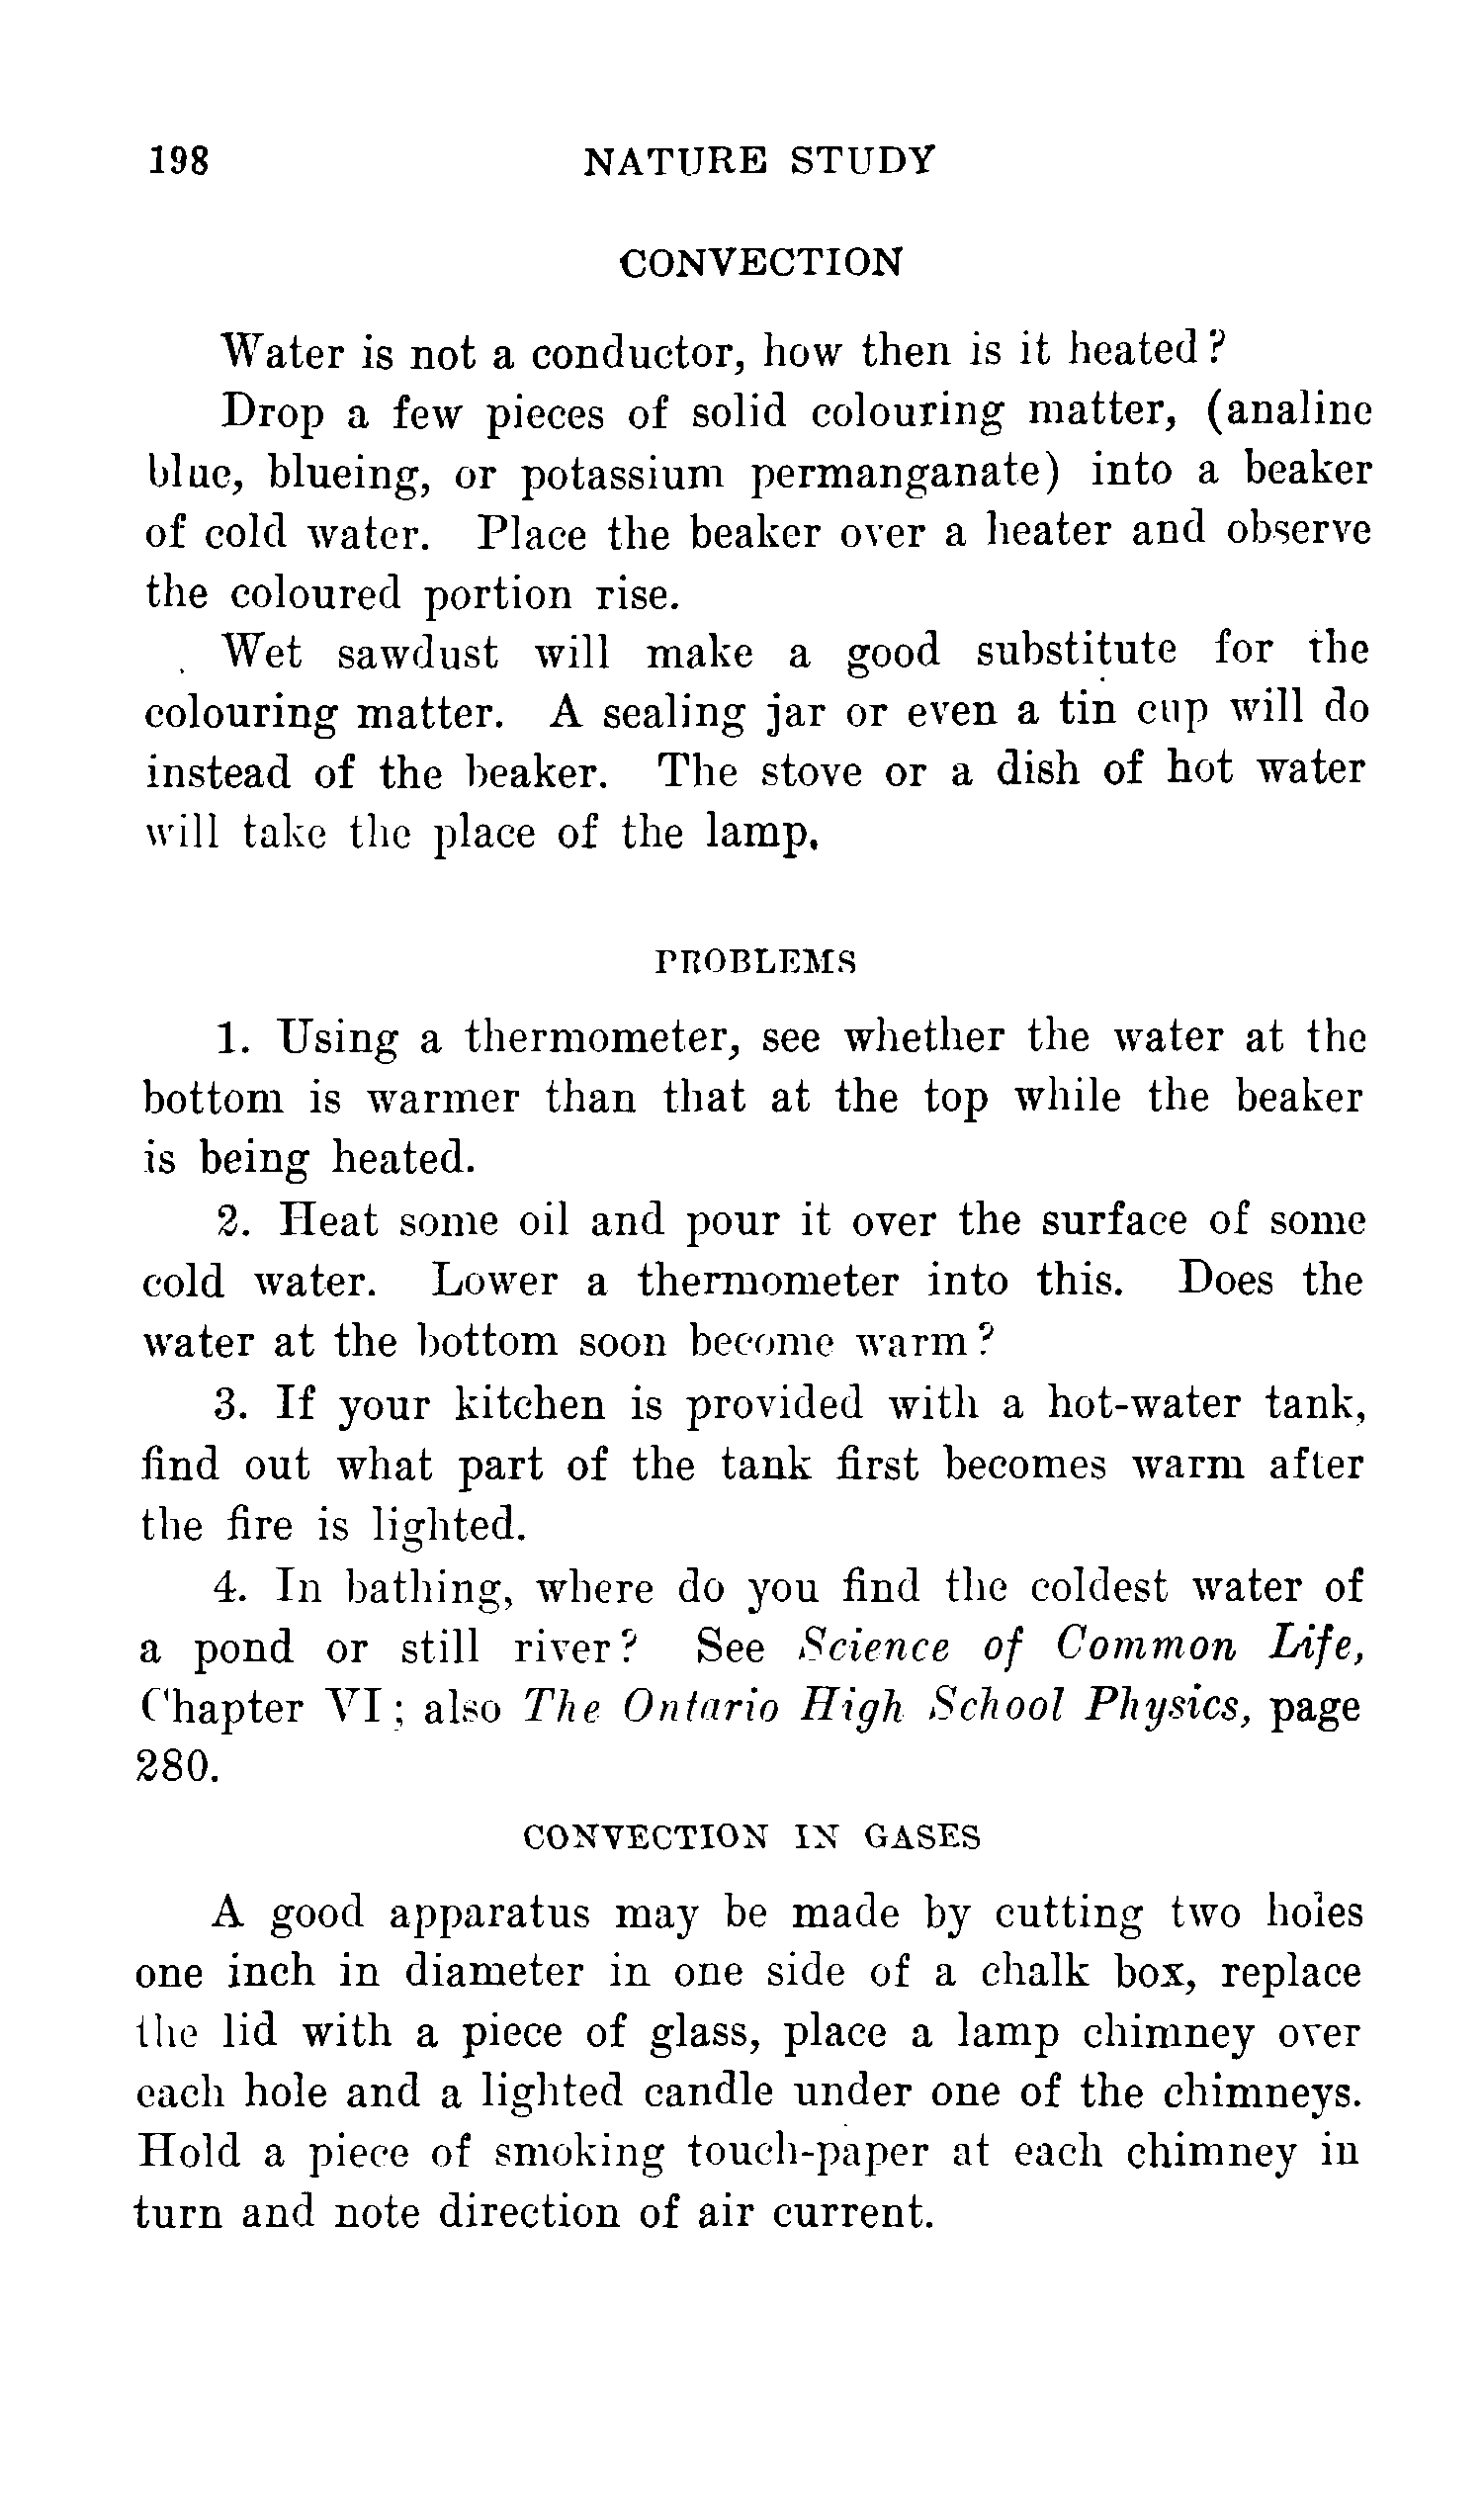 198 NATURE STUDY
CONVECTION
Water is not a conductor, how then is it heated?
Drop a few pieces of solid colouring matter, (analine
blue, blueing, or potassium permanganate) into a beaker
of cold water. Place the beaker over a heater and observe
the coloured portion rise.
Wet sawdust will make a good substitute for the
colouring matter. A sealing jar or even a tin cup will do
instead of the beaker. The stove or a dish of hot water
will take the place of the lamp.
PROBLEMS
1. Using a thermometer, see whether the water at the
bottom is warmer than that at the top while the beaker
is being heated.
2. Heat some oil and pour it over the surface of some
cold water. Lower a thermometer into this. Does the
water at the bottom soon become warm?
3. If your kitchen is provided with a hot-water tank,
find out what part of the tank first becomes warm after
the fire is lighted.
4. In bathing, where do you find the coldest water of
a pond or still river? See Science of Common Life,
Chapter VI; also The Ontario High School Physics, page
280.
CONVECTION IN GASES
A good apparatus may be made by cutting two holes
one inch in diameter in one side of a chalk box, replace
the lid with a piece of glass, place a lamp chimney over
each hole and a lighted candle under one of the chimneys.
Hold a piece of smoking touch-paper at each chimney in
turn and note direction of air current.